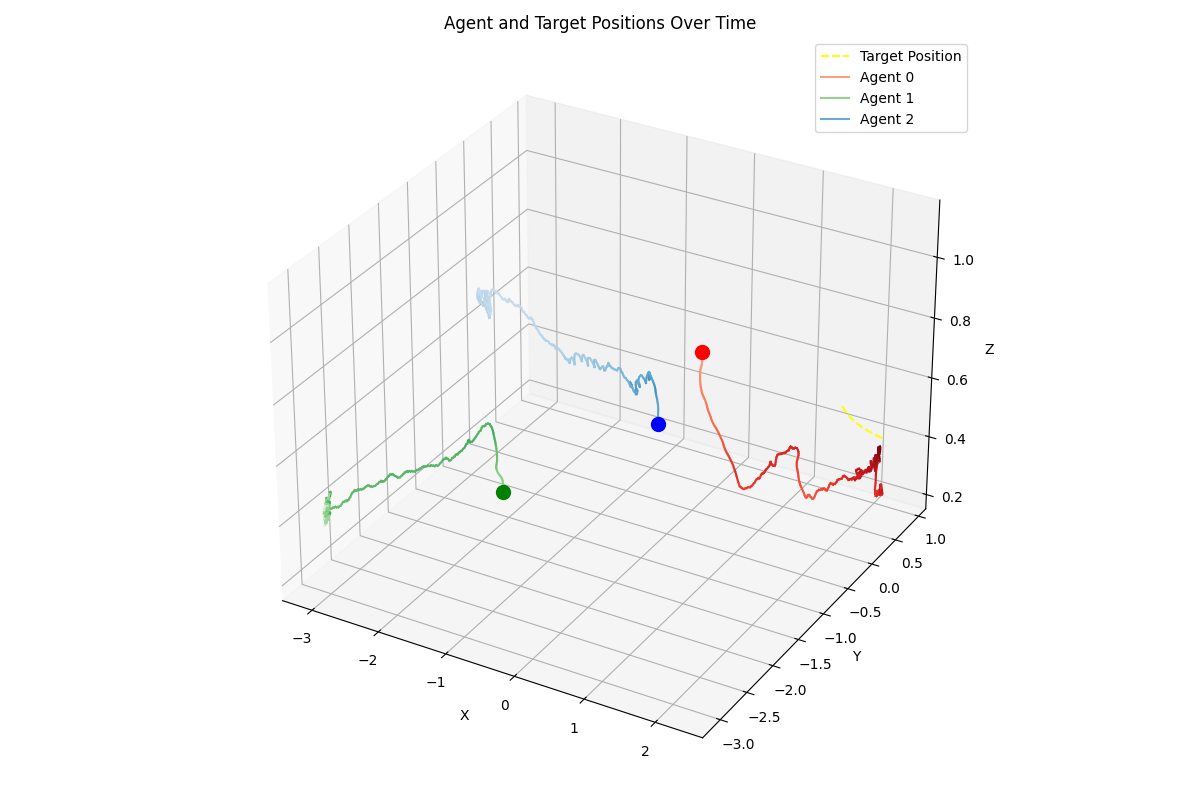 Agent and Target Positions Over Time
Target Position
Agent 0
Agent 1
Agent 2
1.0
0.8
0.6
0.4
0.2
Z
1.0
0.5
0.0
−0.5
−1.0
−1.5
−2.0
−2.5
−3.0
Y
−3
−2
−1
0
1
2
X